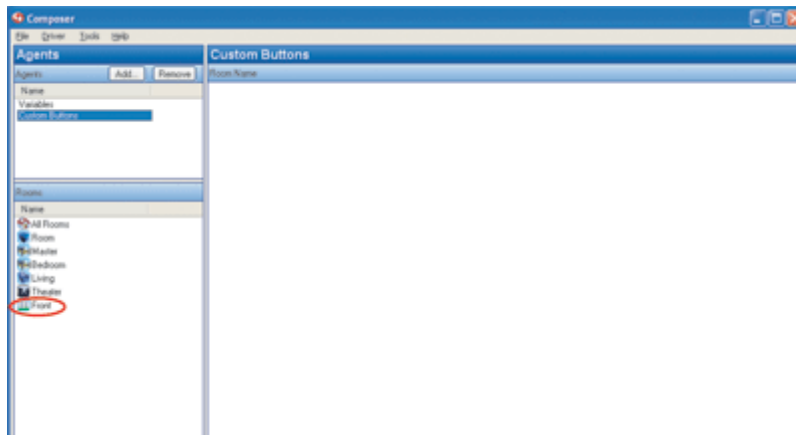 Composer
File Driver Tools Help
Agents
Custom Buttons
Agents Add... Remove
Room Name
Name
Variables
Custom Buttons
Rooms
Name
All Rooms
Room
Master
Bedroom
Living
Theater
Front